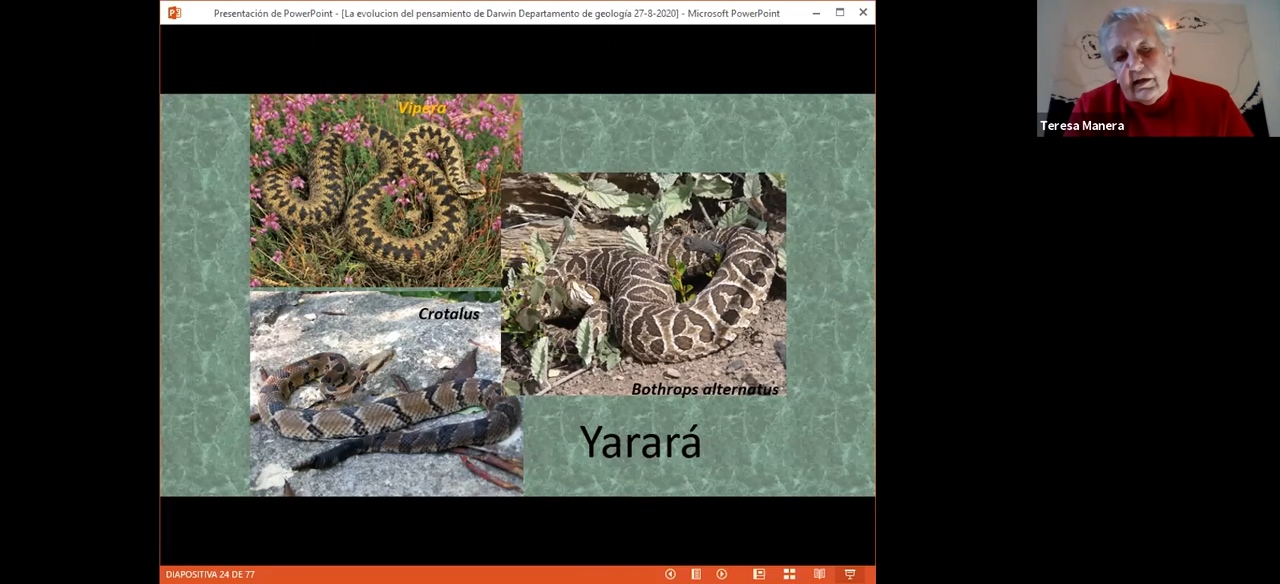 Presentación de PowerPoint - [La evolucion del pensamiento de Darwin Departamento de geología 27-8-2020] - Microsoft PowerPoint
Teresa Manera
Vipera
Crotalus
Bothrops alternatus
Yarará
DIAPOSITIVA 24 DE 77